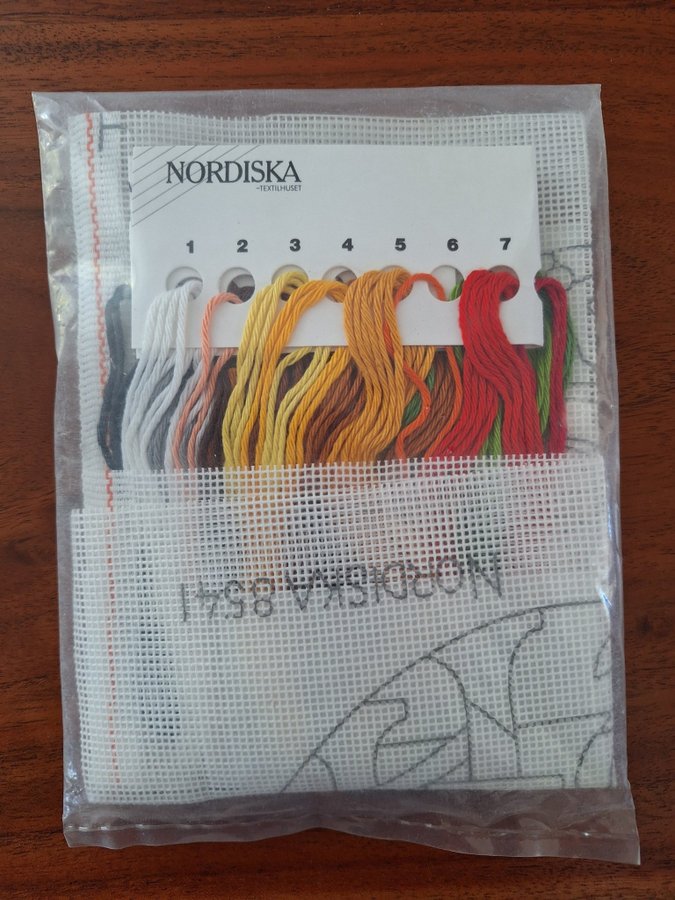 NORDISKA
-TEXTILHUSET
1 2 3 4 5 6 7
NORDISKA 8541